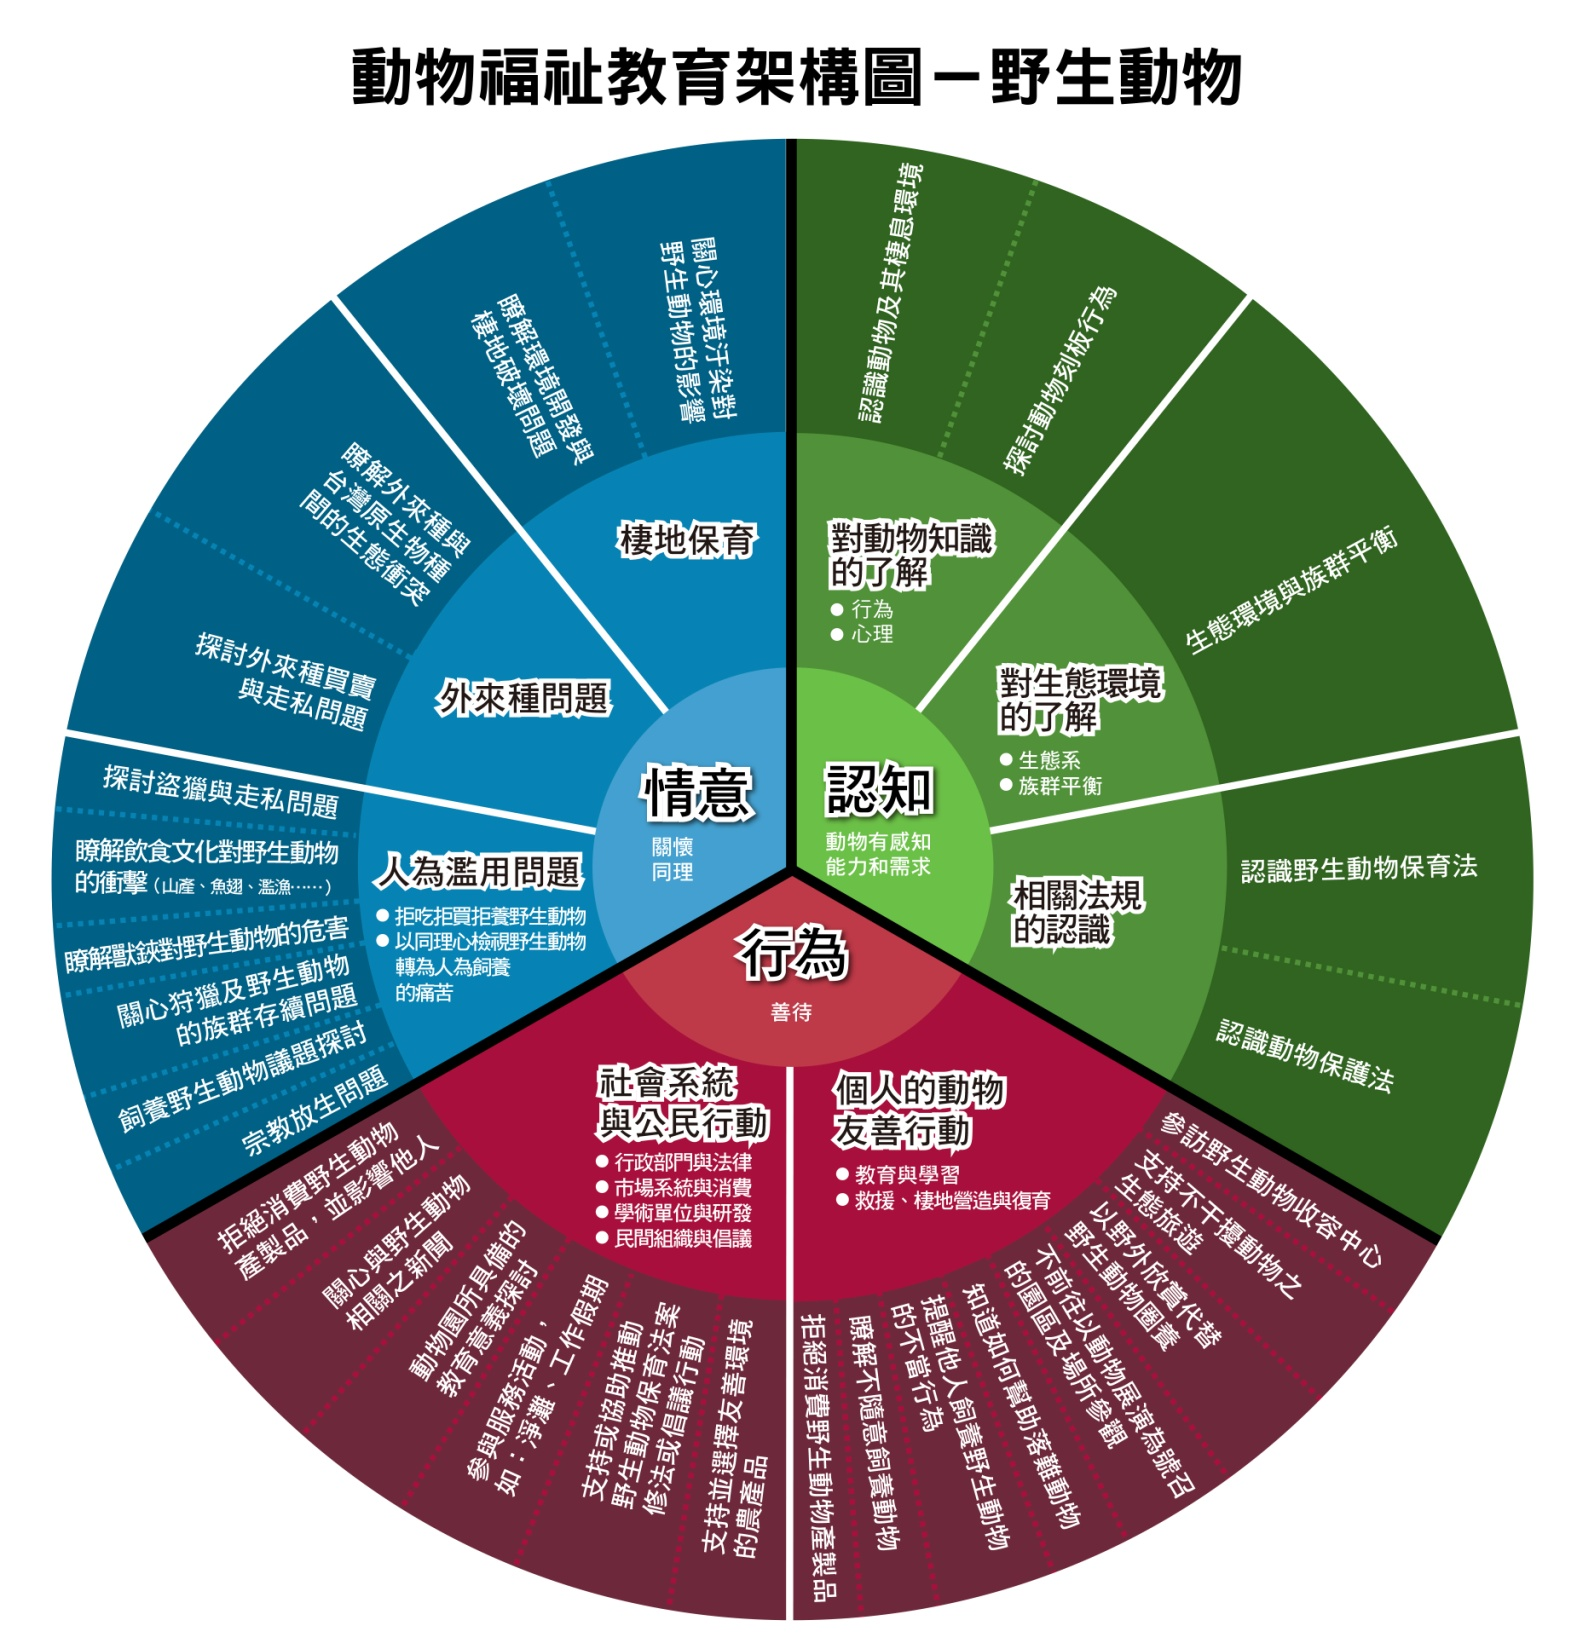 動物福祉教育架構圖－野生動物
認知
動物有感知
能力和需求
對動物知識
的了解
● 行為
● 心理
認識動物及其棲息環境
探討動物刻板行為
對生態環境
的了解
● 生態系
● 族群平衡
生態環境與族群平衡
相關法規
的認識
認識野生動物保育法
認識動物保護法
行為
善待
個人的動物
友善行動
● 教育與學習
● 救援、棲地營造與復育
參訪野生動物收容中心
支持不干擾動物之
生態旅遊
以野外欣賞代替
野生動物圈養
不前往以動物展演為號召
的園區及場所參觀
知道如何幫助落難動物
提醒他人飼養野生動物
的不當行為
瞭解不隨意飼養動物
拒絕消費野生動物產製品
社會系統
與公民行動
● 行政部門與法律
● 市場系統與消費
● 學術單位與研發
● 民間組織與倡議
支持並選擇友善環境
的農產品
支持或協助推動
野生動物保育法案
修法或倡議行動
參與服務活動，
如：淨灘、工作假期
動物園所具備的
教育意義探討
關心與野生動物
相關之新聞
拒絕消費野生動物
產製品，並影響他人
情意
關懷
同理
人為濫用問題
● 拒吃拒買拒養野生動物
● 以同理心檢視野生動物
轉為人為飼養
的痛苦
宗教放生問題
飼養野生動物議題探討
關心狩獵及野生動物
的族群存續問題
瞭解獸鋏對野生動物的危害
瞭解飲食文化對野生動物
的衝擊（山產、魚翅、濫漁……）
探討盜獵與走私問題
外來種問題
探討外來種買賣
與走私問題
瞭解外來種與
台灣原生物種
間的生態衝突
棲地保育
瞭解環境開發與
棲地破壞問題
關心環境汙染對
野生動物的影響